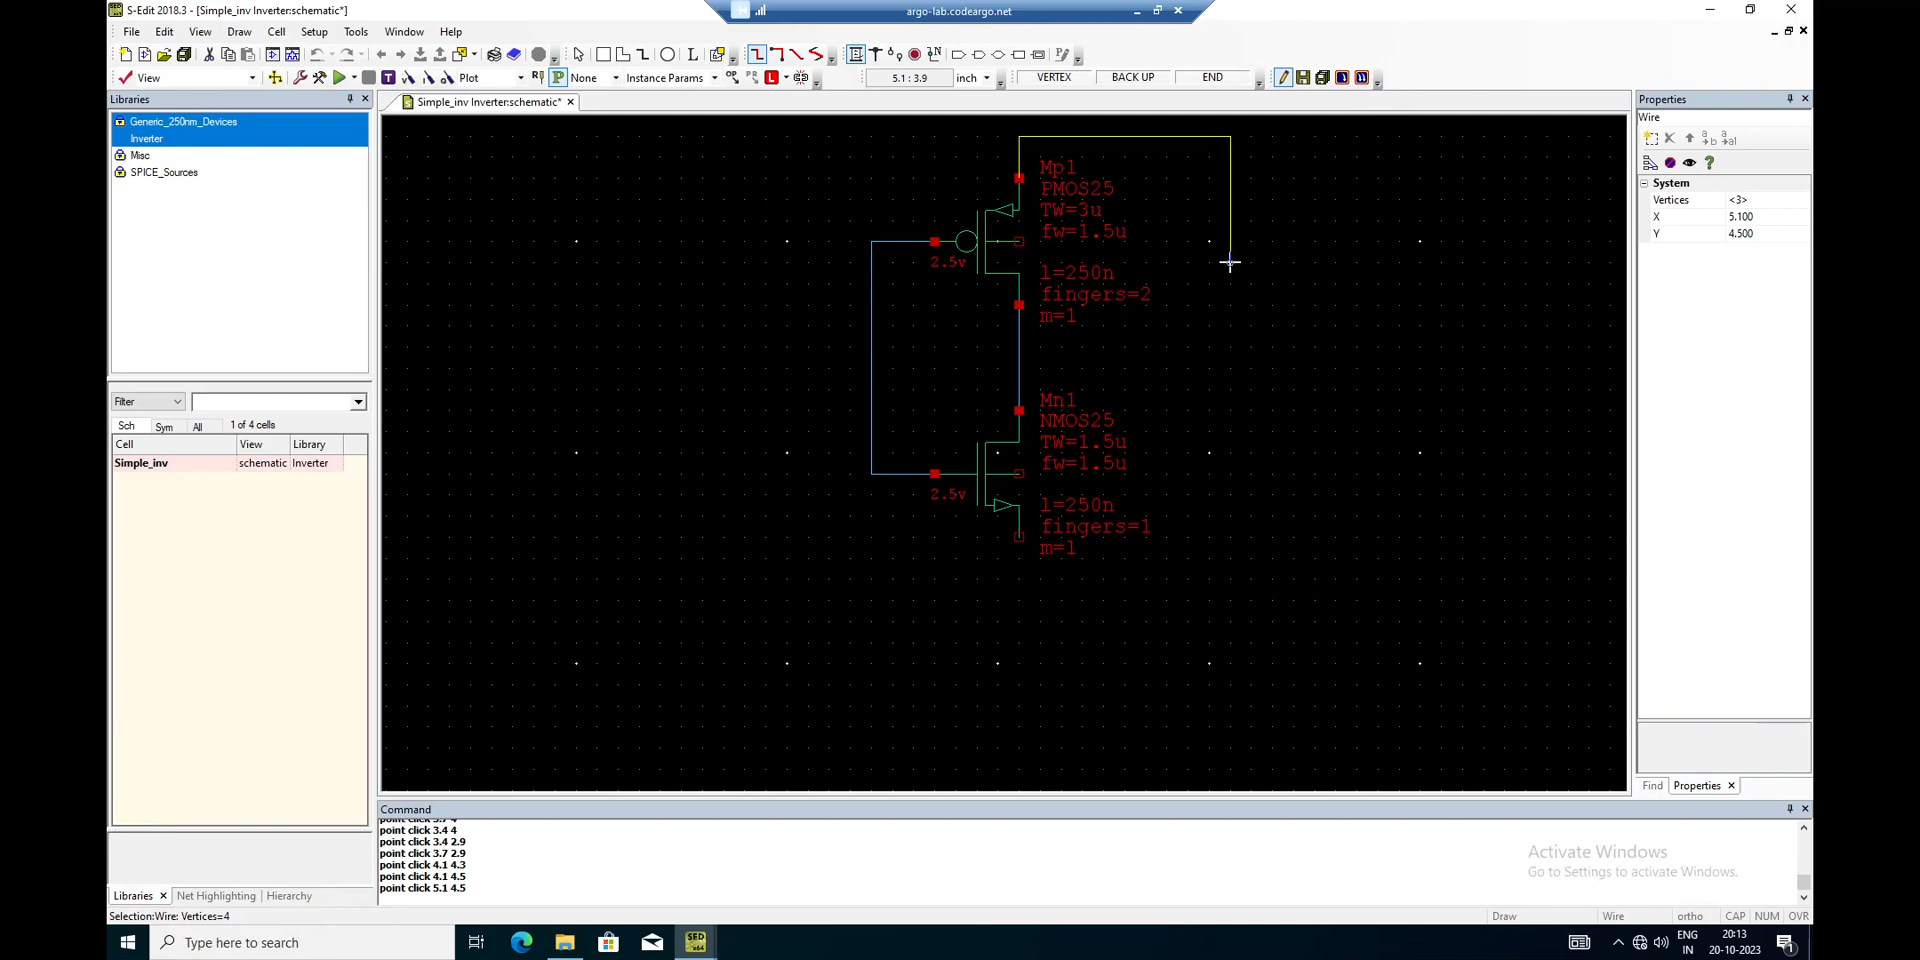 S-Edit 2018.3 - [Simple_inv Inverter:schematic*]
argo-lab.codeargo.net
File Edit View Draw Cell Setup Tools Window Help
View
Plot
None
Instance Params
5.1 : 3.9
inch
VERTEX
BACK UP
END
Libraries
Generic_250nm_Devices
Inverter
Misc
SPICE_Sources
Filter
Sch Sym All 1 of 4 cells
Cell View Library
Simple_inv schematic Inverter
Libraries Net Highlighting Hierarchy
Simple_inv Inverter:schematic*
Mp1
PMOS25
TW=3u
fw=1.5u
2.5v
l=250n
fingers=2
m=1
Mn1
NMOS25
TW=1.5u
fw=1.5u
2.5v
l=250n
fingers=1
m=1
Properties
Wire
System
Vertices <3>
X 5.100
Y 4.500
Find Properties
Command
point click 3.4 4
point click 3.4 2.9
point click 3.7 2.9
point click 4.1 4.3
point click 4.1 4.5
point click 5.1 4.5
Activate Windows
Go to Settings to activate Windows.
Selection:Wire: Vertices=4
Draw Wire ortho CAP NUM OVR
Type here to search
SED
x64
ENG
IN
20:13
20-10-2023
1